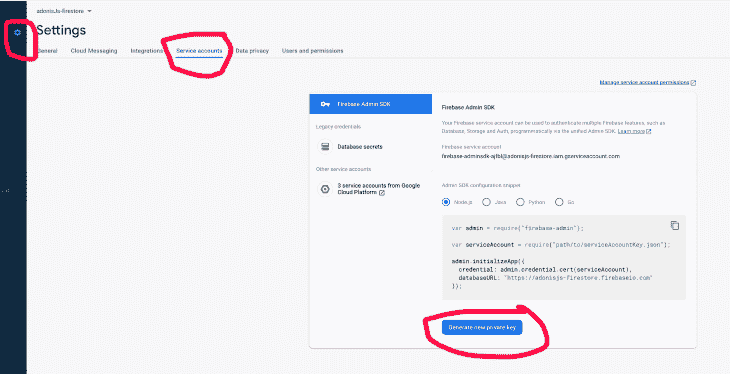 adonisJs-firestore
Settings
General Cloud Messaging Integrations Service accounts Data privacy Users and permissions
Manage service account permissions
Firebase Admin SDK
Legacy credentials
Database secrets
Other service accounts
3 service accounts from Google
Cloud Platform
Firebase Admin SDK
Your Firebase service account can be used to authenticate multiple Firebase features, such as
Database, Storage and Auth, programmatically via the unified Admin SDK. Learn more
Firebase service account
firebase-adminsdk-ajfbl@adonisjs-firestore.iam.gserviceaccount.com
Admin SDK configuration snippet
Node.js Java Python Go
var admin = require("firebase-admin");
var serviceAccount = require("path/to/serviceAccountKey.json");
admin.initializeApp({
credential: admin.credential.cert(serviceAccount),
databaseURL: "https://adonisjs-firestore.firebaseio.com"
});
Generate new private key